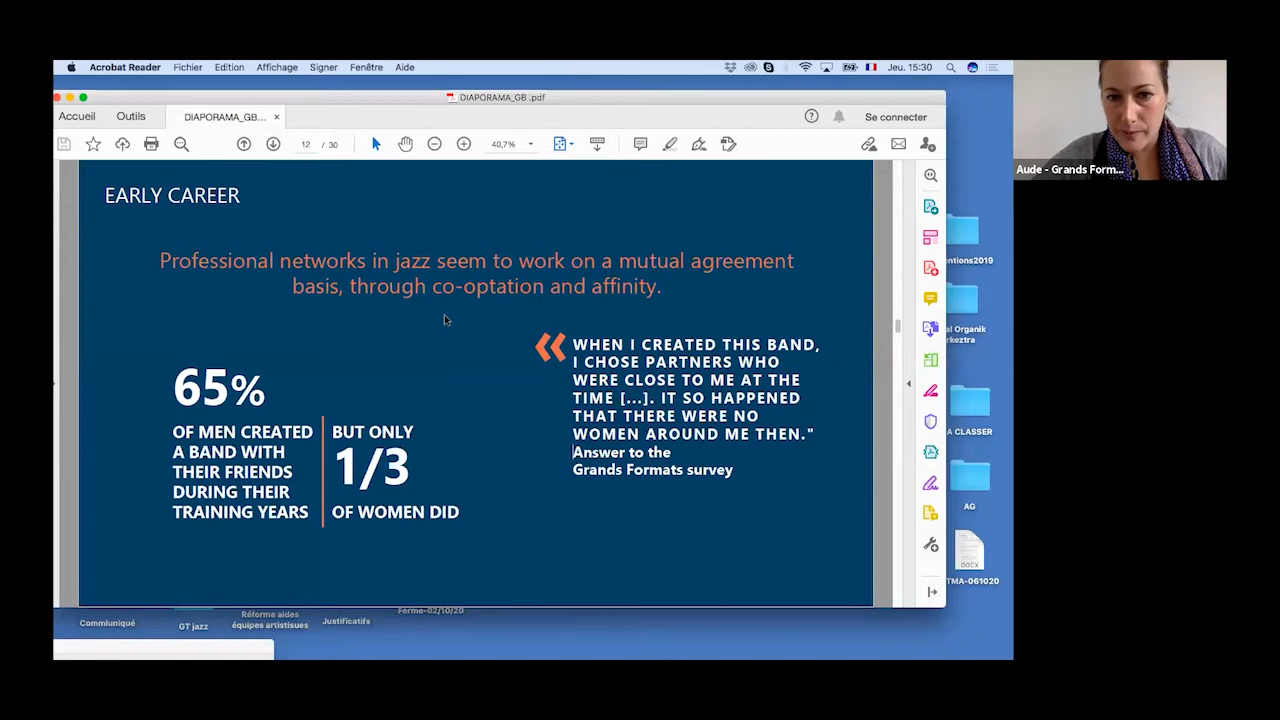 Acrobat Reader Fichier Edition Affichage Signer Fenêtre Aide Jeu. 15:30
DIAPORAMA_GB .pdf
Accueil Outils DIAPORAMA_GB... × Se connecter
12 / 30 40,7%
Aude - Grands Form...
EARLY CAREER
Professional networks in jazz seem to work on a mutual agreement
basis, through co-optation and affinity.
65%
OF MEN CREATED
A BAND WITH
THEIR FRIENDS
DURING THEIR
TRAINING YEARS
BUT ONLY
1/3
OF WOMEN DID
« WHEN I CREATED THIS BAND,
I CHOSE PARTNERS WHO
WERE CLOSE TO ME AT THE
TIME [...]. IT SO HAPPENED
THAT THERE WERE NO
WOMEN AROUND ME THEN."
Answer to the
Grands Formats survey
entions2019
al Organik
rkeztra
A CLASSER
AG
DOCX
TMA-061020
Communiqué
GT jazz
Réforme aides
équipes artistisues
Justificatifs
Ferme-02/10/20